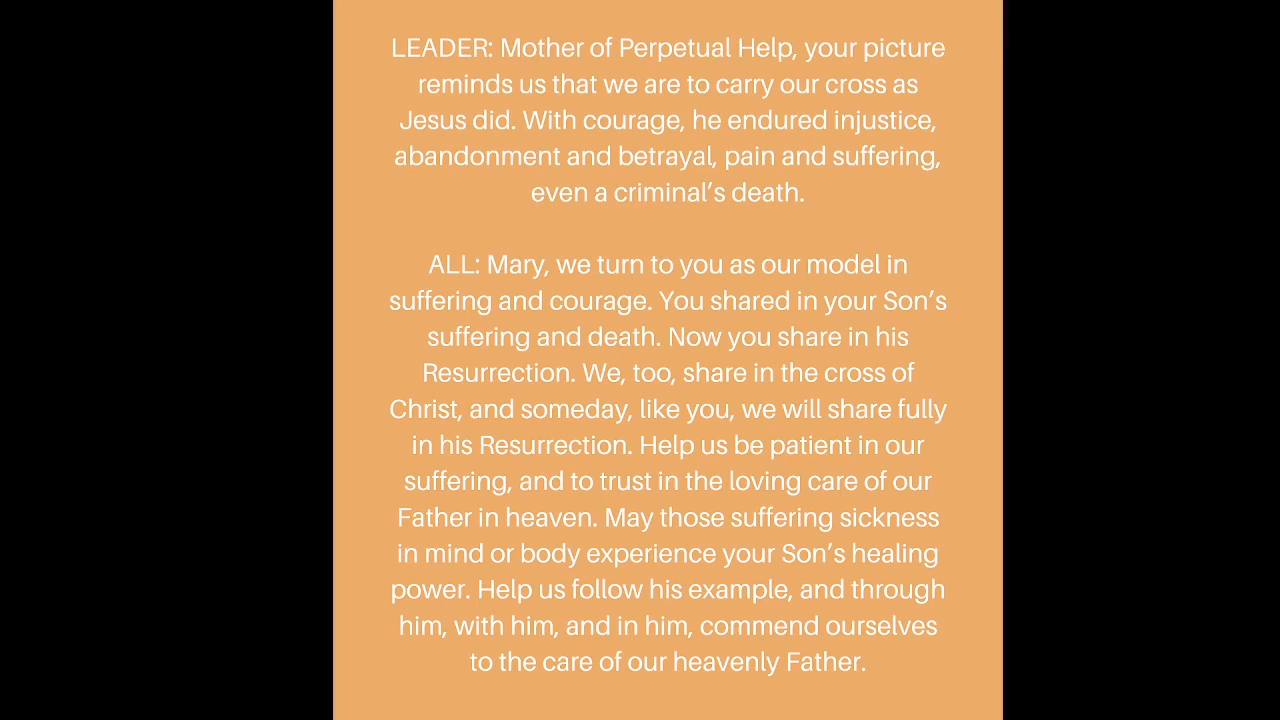 LEADER: Mother of Perpetual Help, your picture
reminds us that we are to carry our cross as
Jesus did. With courage, he endured injustice,
abandonment and betrayal, pain and suffering,
even a criminal’s death.
ALL: Mary, we turn to you as our model in
suffering and courage. You shared in your Son’s
suffering and death. Now you share in his
Resurrection. We, too, share in the cross of
Christ, and someday, like you, we will share fully
in his Resurrection. Help us be patient in our
suffering, and to trust in the loving care of our
Father in heaven. May those suffering sickness
in mind or body experience your Son’s healing
power. Help us follow his example, and through
him, with him, and in him, commend ourselves
to the care of our heavenly Father.